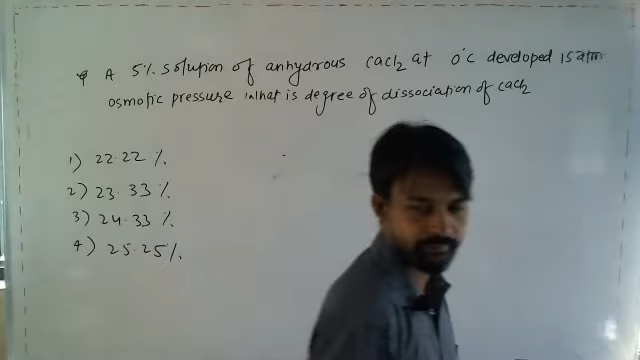 Q A 5% solution of anhydrous CaCl2 at 0°C developed 15 atm
osmotic pressure What is degree of dissociation of CaCl2
1) 22.22 %.
2) 23.33 %.
3) 24.33 %.
4) 25.25%.